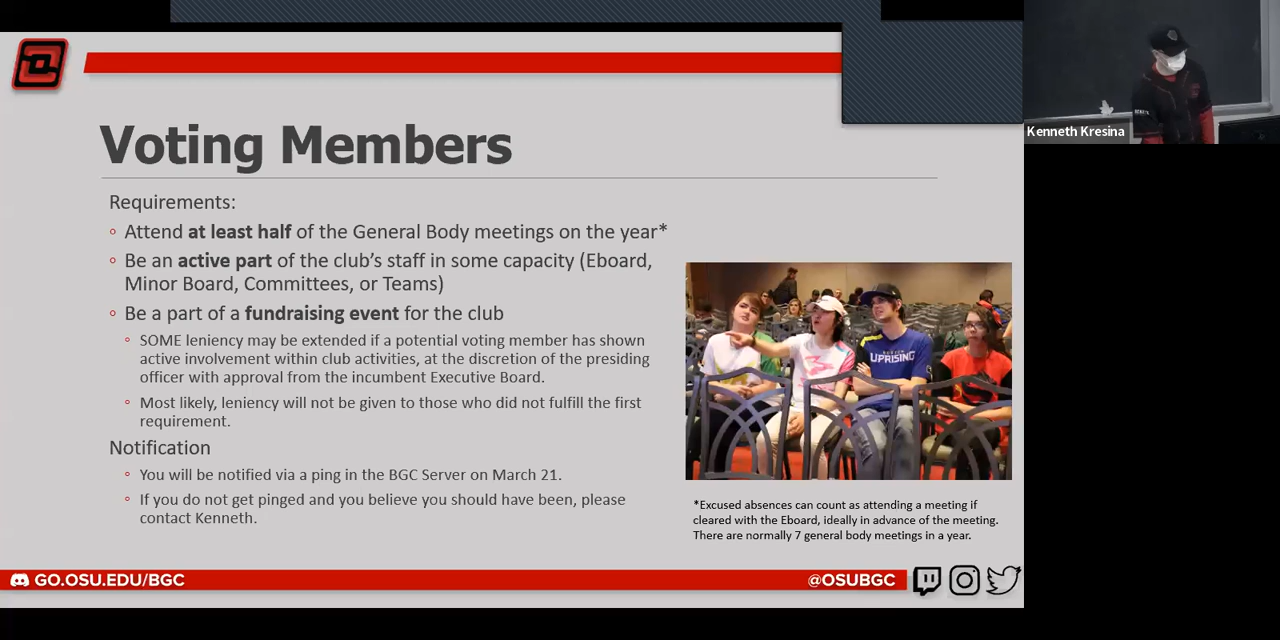 Kenneth Kresina
Voting Members
Requirements:
Attend at least half of the General Body meetings on the year*
Be an active part of the club's staff in some capacity (Eboard,
Minor Board, Committees, or Teams)
Be a part of a fundraising event for the club
SOME leniency may be extended if a potential voting member has shown
active involvement within club activities, at the discretion of the presiding
officer with approval from the incumbent Executive Board.
Most likely, leniency will not be given to those who did not fulfill the first
requirement.
Notification
You will be notified via a ping in the BGC Server on March 21.
If you do not get pinged and you believe you should have been, please
contact Kenneth.
UPRISING
*Excused absences can count as attending a meeting if
cleared with the Eboard, ideally in advance of the meeting.
There are normally 7 general body meetings in a year.
GO.OSU.EDU/BGC
@OSUBGC